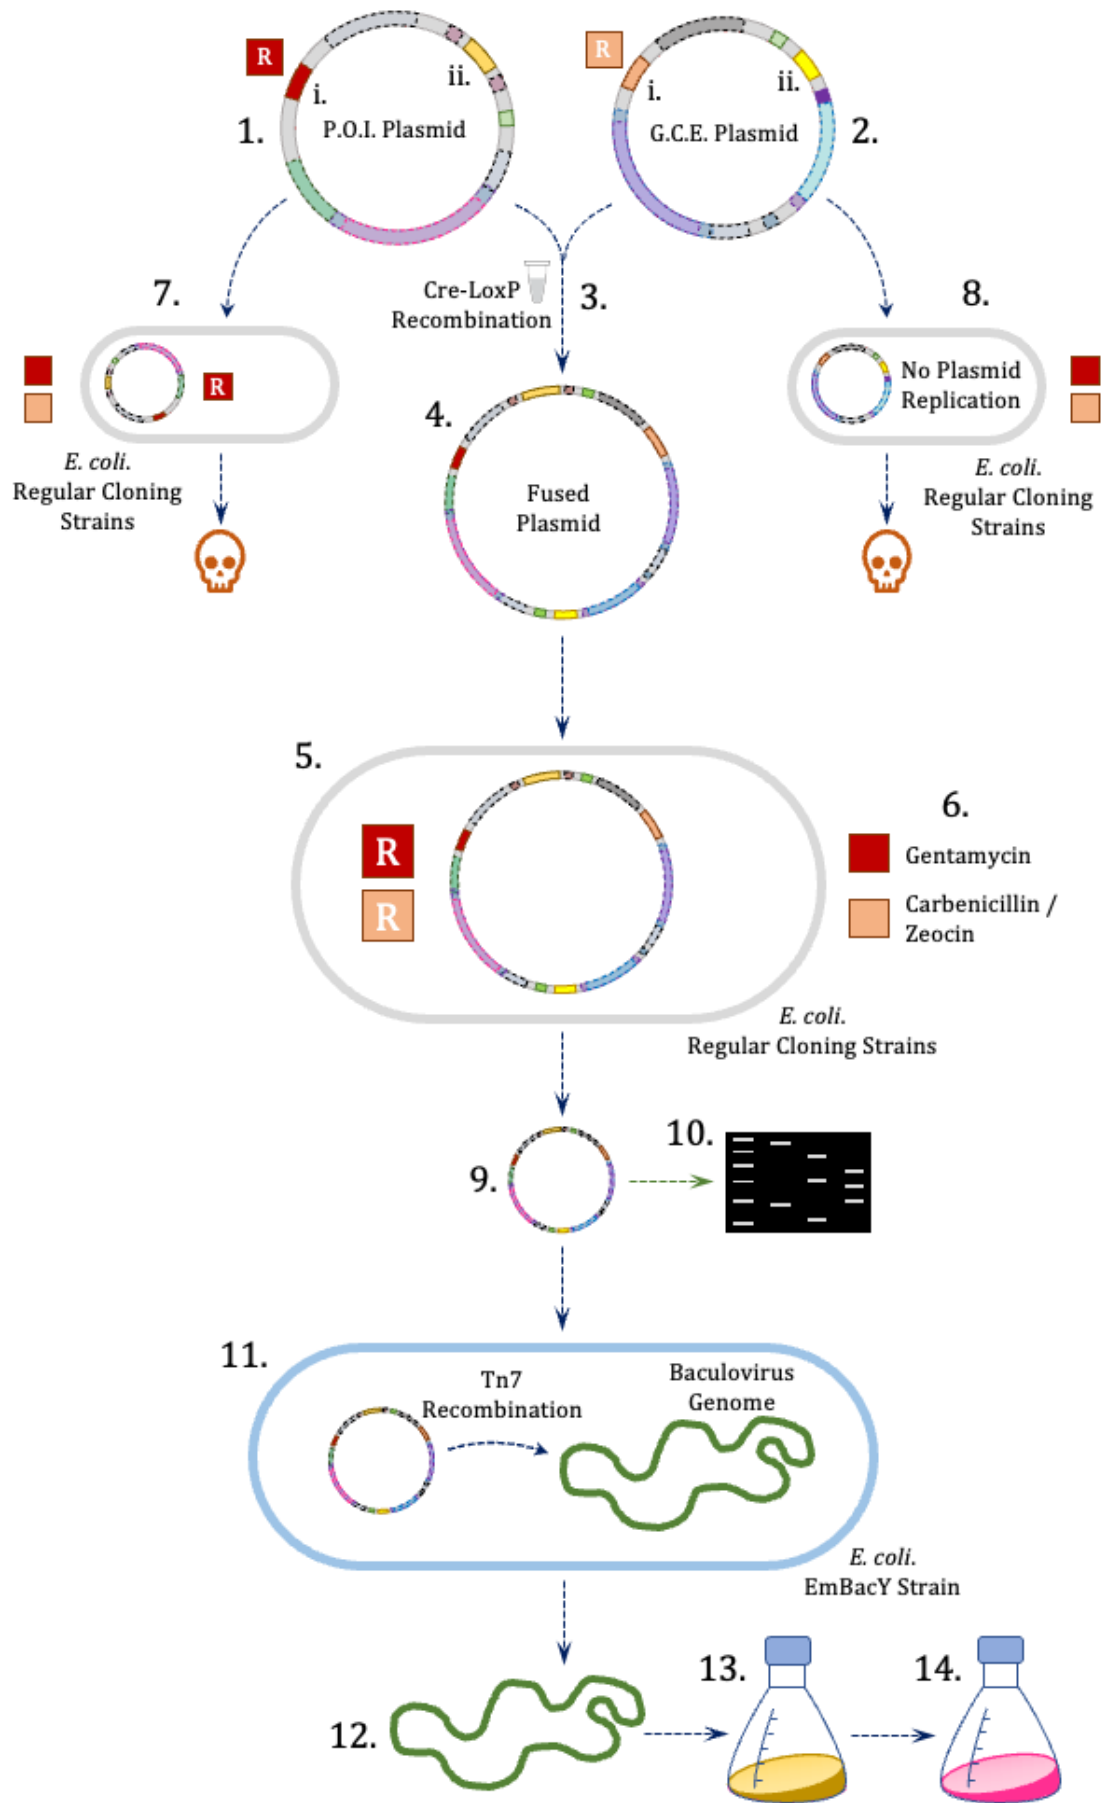 R
i.
ii.
1.
P.O.I. Plasmid
R
i.
ii.
G.C.E. Plasmid
2.
7.
Cre-LoxP
Recombination
3.
8.
R
No Plasmid
Replication
E. coli.
Regular Cloning
Strains
4.
Fused
Plasmid
E. coli.
Regular Cloning
Strains
5.
R
R
6.
Gentamycin
Carbenicillin /
Zeocin
E. coli.
Regular Cloning Strains
9.
10.
11.
Tn7
Recombination
Baculovirus
Genome
E. coli.
EmBacY Strain
12.
13.
14.